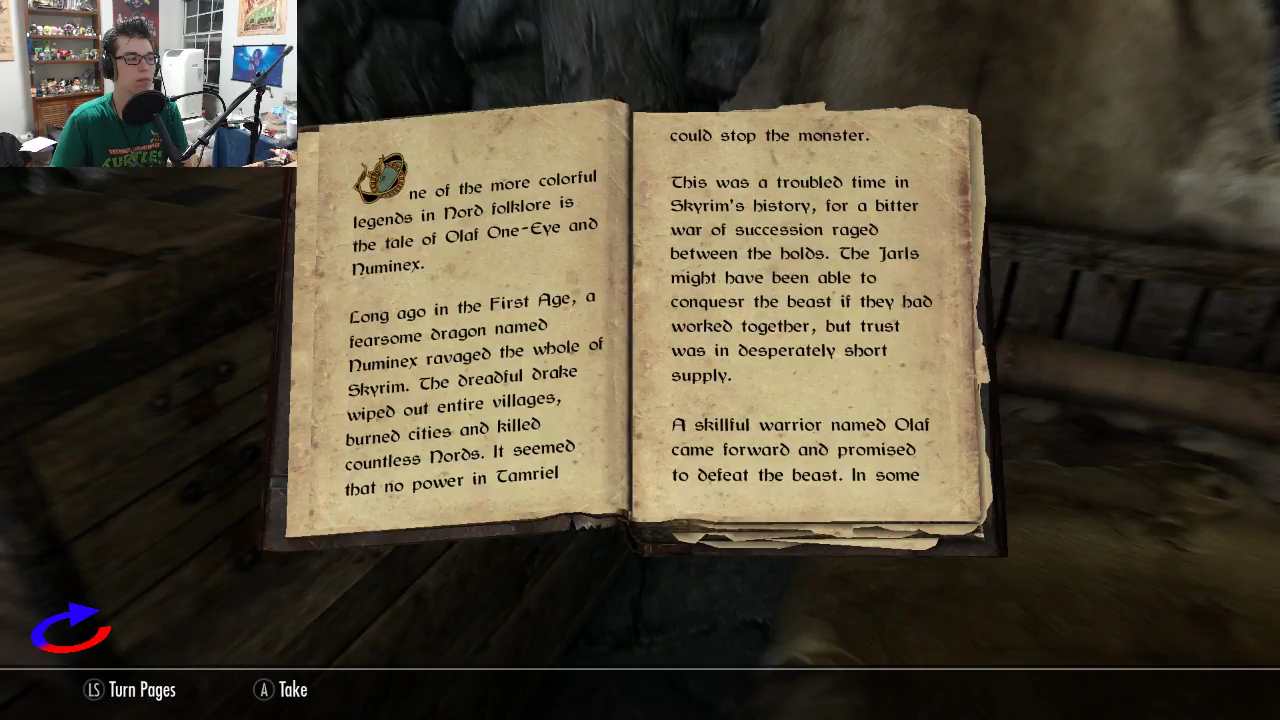 TURTLES
One of the more colorful
legends in Nord folklore is
the tale of Olaf One-Eye and
Numinex.
Long ago in the First Age, a
fearsome dragon named
Numinex ravaged the whole of
Skyrim. The dreadful drake
wiped out entire villages,
burned cities and killed
countless Nords. It seemed
that no power in Tamriel
could stop the monster.
This was a troubled time in
Skyrim's history, for a bitter
war of succession raged
between the holds. The Jarls
might have been able to
conquesr the beast if they had
worked together, but trust
was in desperately short
supply.
A skillful warrior named Olaf
came forward and promised
to defeat the beast. In some
LS Turn Pages
A Take